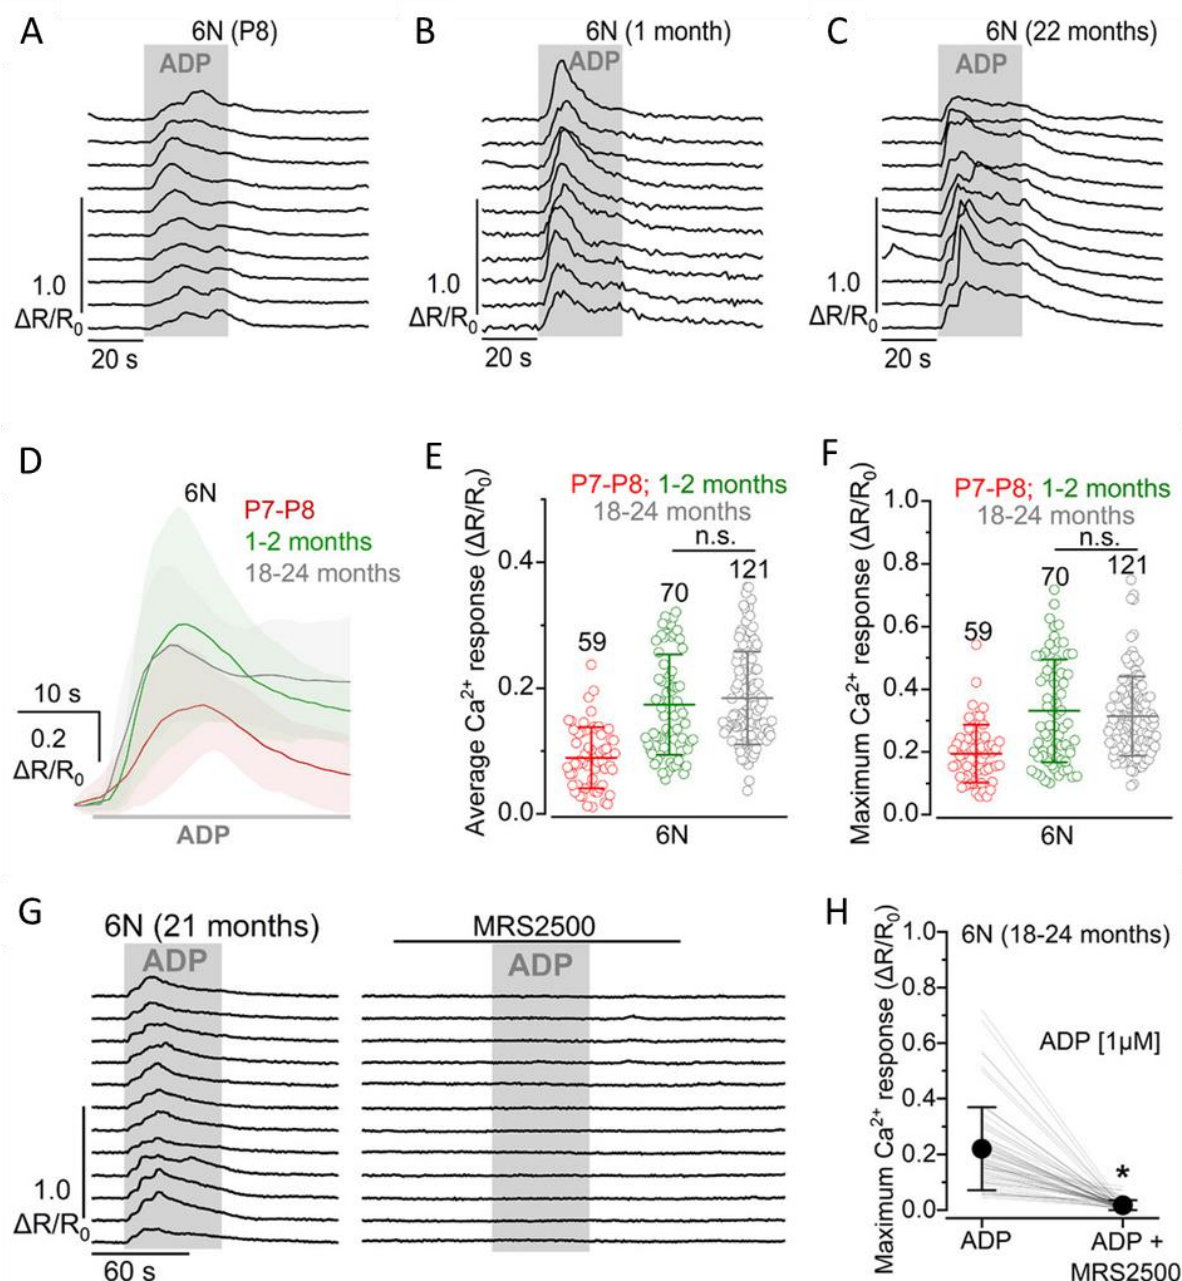 A
6N (P8)
ADP
1.0
ΔR/R0
20 s
B
6N (1 month)
ADP
1.0
ΔR/R0
20 s
C
6N (22 months)
ADP
1.0
ΔR/R0
20 s
D
6N
P7-P8
1-2 months
18-24 months
10 s
0.2
ΔR/R0
ADP
E
Average Ca2+ response (ΔR/R0)
P7-P8; 1-2 months
18-24 months
n.s.
59
70
121
0.4
0.2
0.0
6N
F
Maximum Ca2+ response (ΔR/R0)
P7-P8; 1-2 months
18-24 months
n.s.
59
70
121
1.0
0.8
0.6
0.4
0.2
0.0
6N
G
6N (21 months)
ADP
MRS2500
ADP
1.0
ΔR/R0
60 s
H
Maximum Ca2+ response (ΔR/R0)
6N (18-24 months)
ADP [1µM]
1.0
0.8
0.6
0.4
0.2
0.0
*
ADP
ADP +
MRS2500